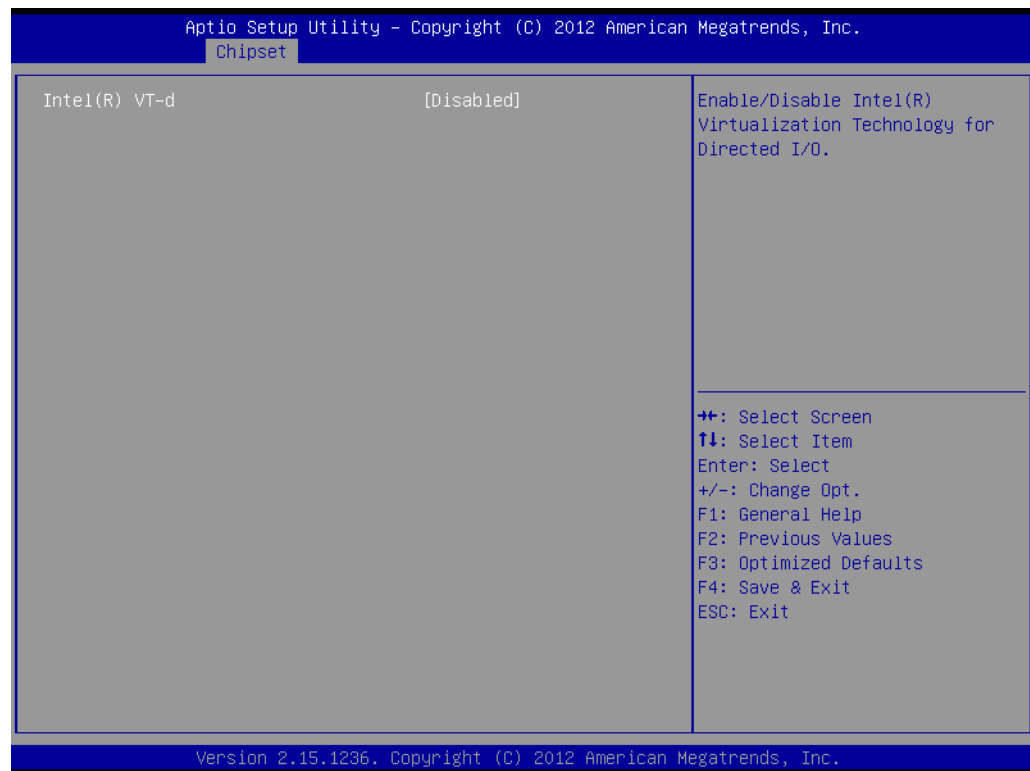 Aptio Setup Utility – Copyright (C) 2012 American Megatrends, Inc.
Chipset
Intel(R) VT-d [Disabled]
Enable/Disable Intel(R)
Virtualization Technology for
Directed I/O.
→←: Select Screen
↑↓: Select Item
Enter: Select
+/-: Change Opt.
F1: General Help
F2: Previous Values
F3: Optimized Defaults
F4: Save & Exit
ESC: Exit
Version 2.15.1236. Copyright (C) 2012 American Megatrends, Inc.